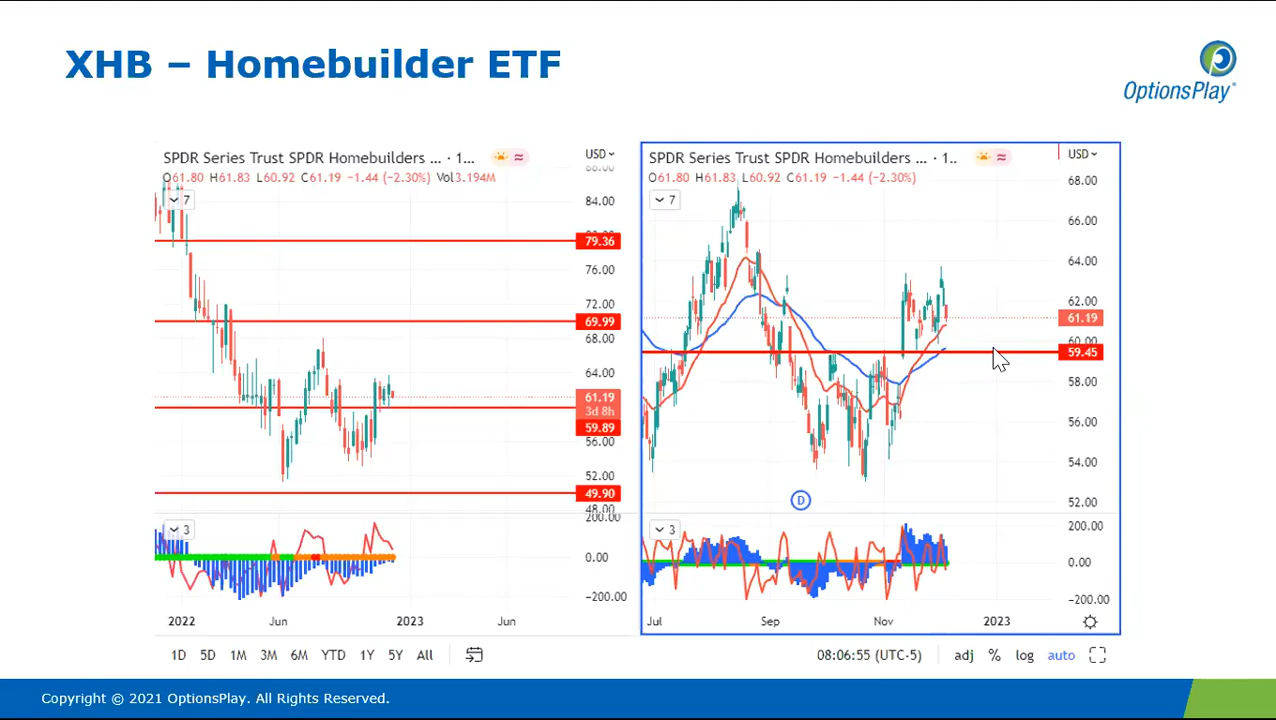 XHB – Homebuilder ETF
OptionsPlay
SPDR Series Trust SPDR Homebuilders ... · 1...
USD
O61.80 H61.83 L60.92 C61.19 −1.44 (−2.30%) Vol3.194M
7
88.00
84.00
80.00
79.36
76.00
72.00
69.99
68.00
64.00
61.19
3d 8h
59.89
56.00
52.00
49.90
48.00
3
200.00
0.00
−200.00
2022
Jun
2023
Jun
SPDR Series Trust SPDR Homebuilders ... · 1..
USD
O61.80 H61.83 L60.92 C61.19 −1.44 (−2.30%)
7
68.00
66.00
64.00
62.00
61.19
60.00
59.45
58.00
56.00
54.00
52.00
D
3
200.00
0.00
−200.00
Jul
Sep
Nov
2023
1D 5D 1M 3M 6M YTD 1Y 5Y All
08:06:55 (UTC-5)
adj % log auto
Copyright © 2021 OptionsPlay. All Rights Reserved.